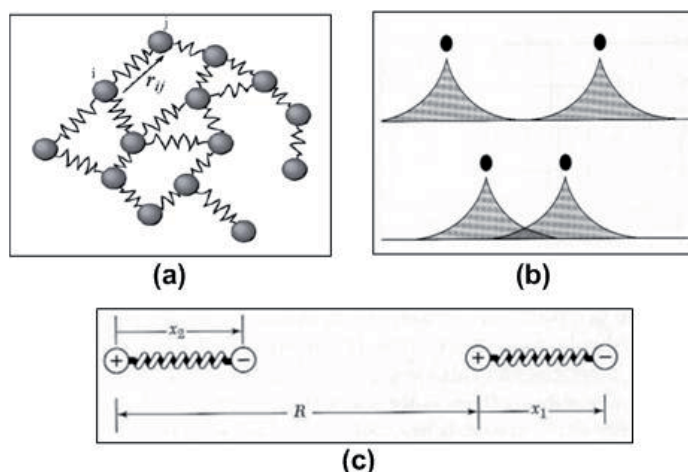 j
i
r_ij
(a)
(b)
x_2
+ − + −
R x_1
(c)